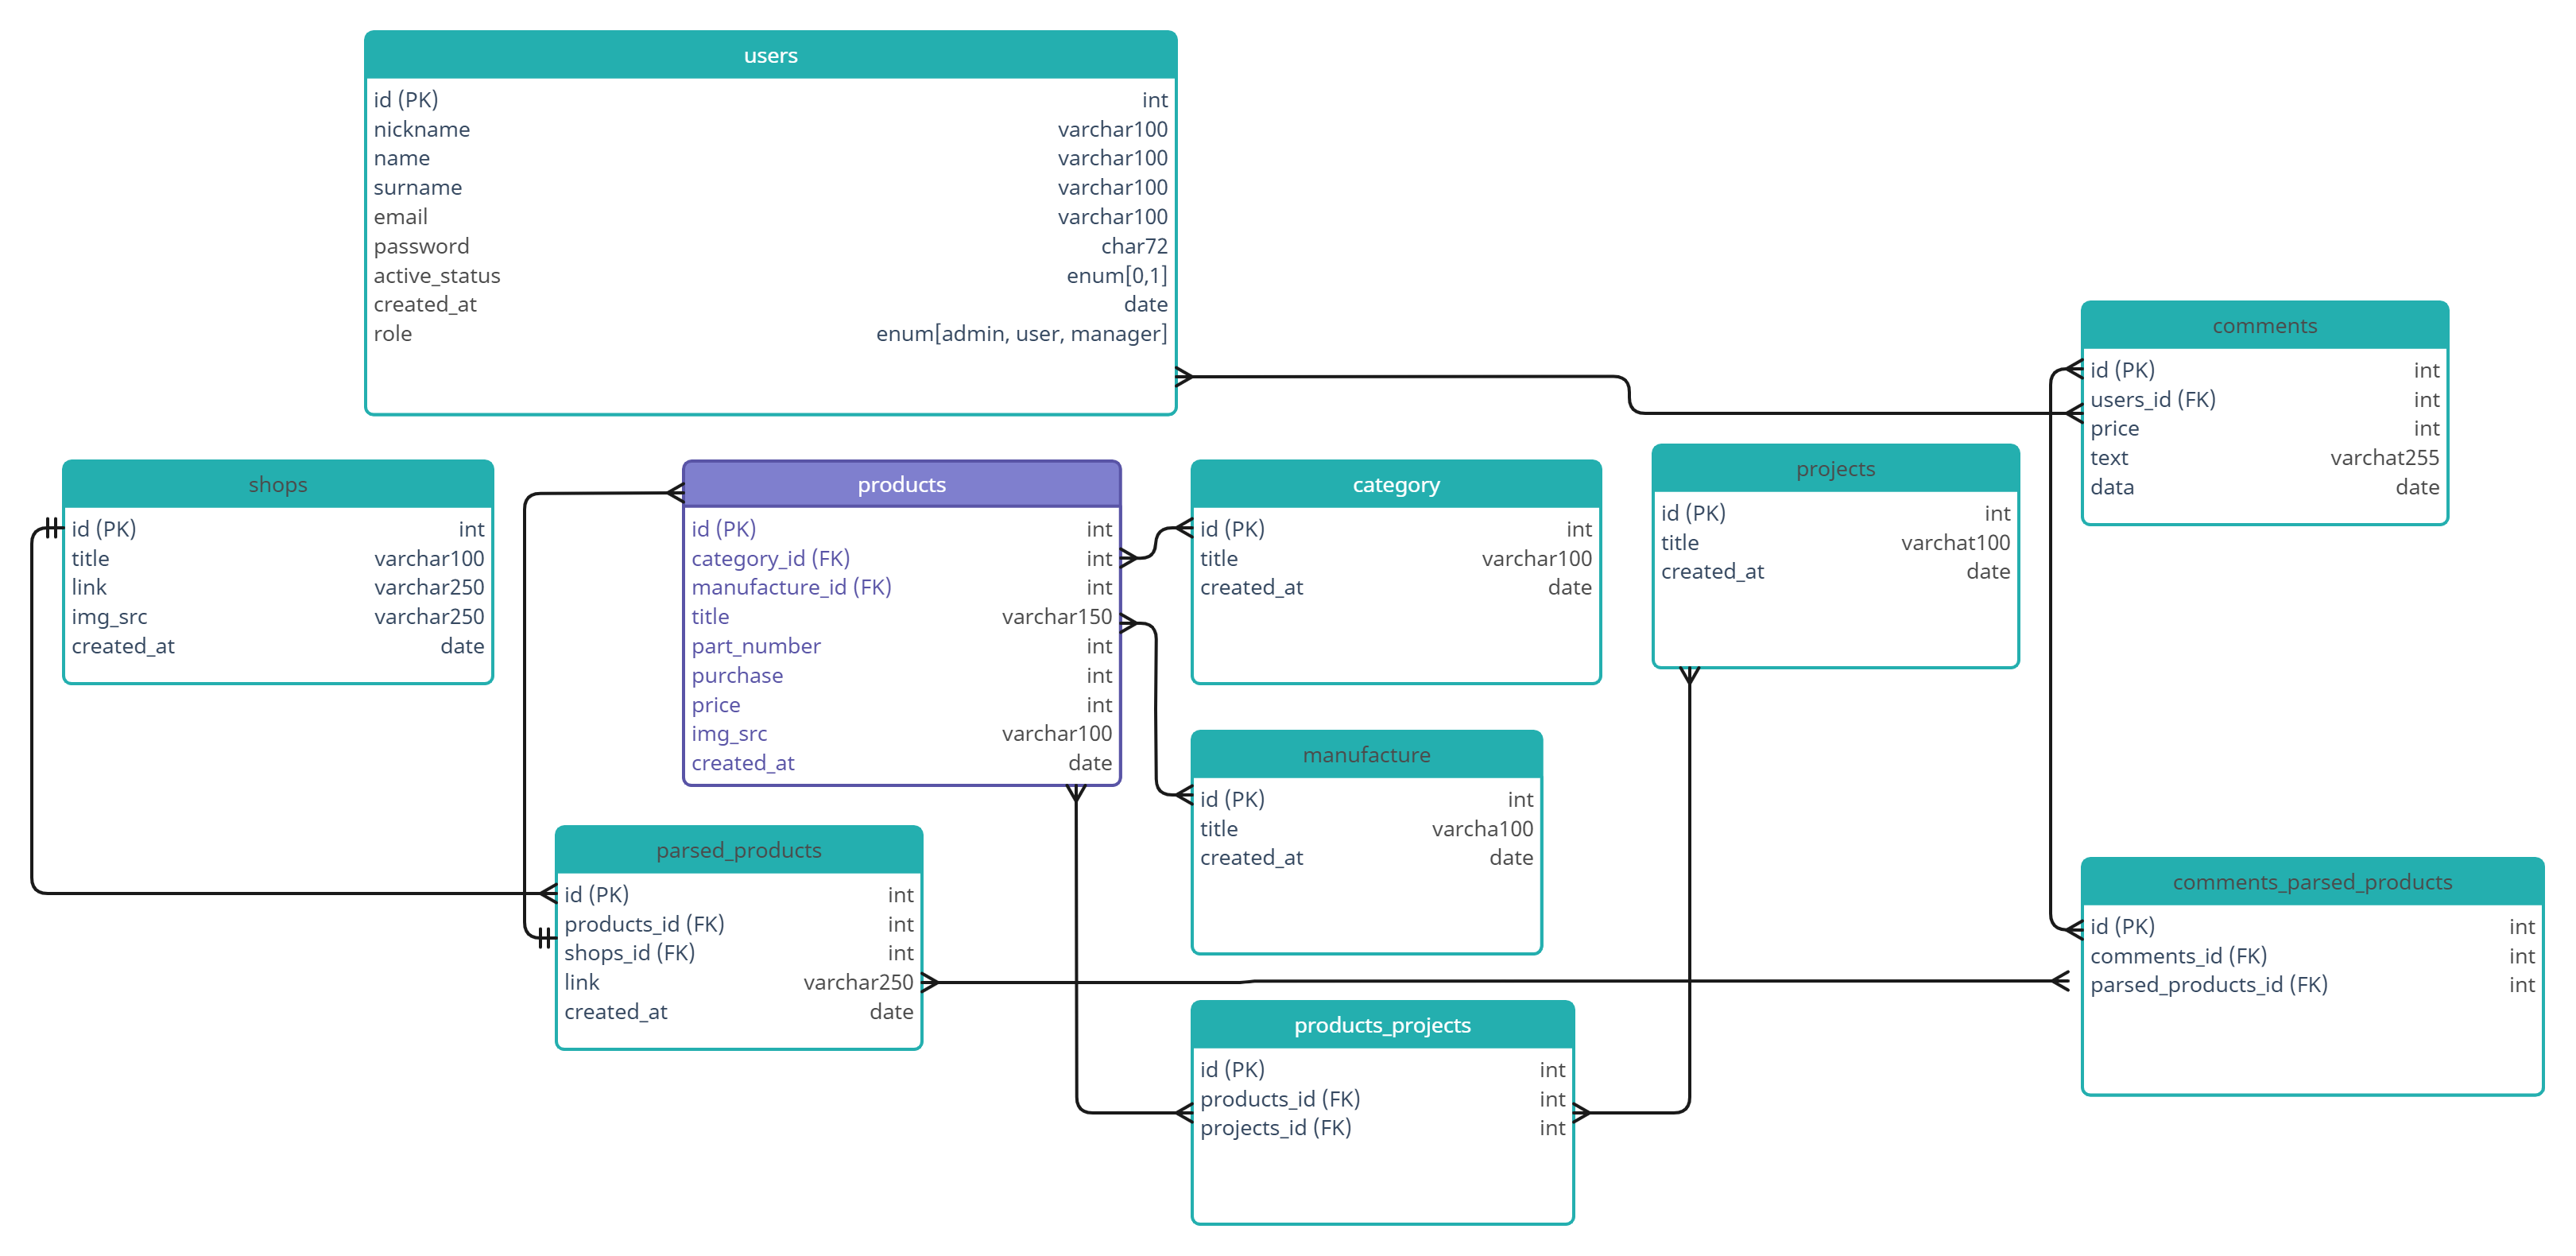 users
id (PK) int
nickname varchar100
name varchar100
surname varchar100
email varchar100
password char72
active_status enum[0,1]
created_at date
role enum[admin, user, manager]
comments
id (PK) int
users_id (FK) int
price int
text varchat255
data date
shops
id (PK) int
title varchar100
link varchar250
img_src varchar250
created_at date
products
id (PK) int
category_id (FK) int
manufacture_id (FK) int
title varchar150
part_number int
purchase int
price int
img_src varchar100
created_at date
category
id (PK) int
title varchar100
created_at date
projects
id (PK) int
title varchat100
created_at date
manufacture
id (PK) int
title varcha100
created_at date
parsed_products
id (PK) int
products_id (FK) int
shops_id (FK) int
link varchar250
created_at date
comments_parsed_products
id (PK) int
comments_id (FK) int
parsed_products_id (FK) int
products_projects
id (PK) int
products_id (FK) int
projects_id (FK) int